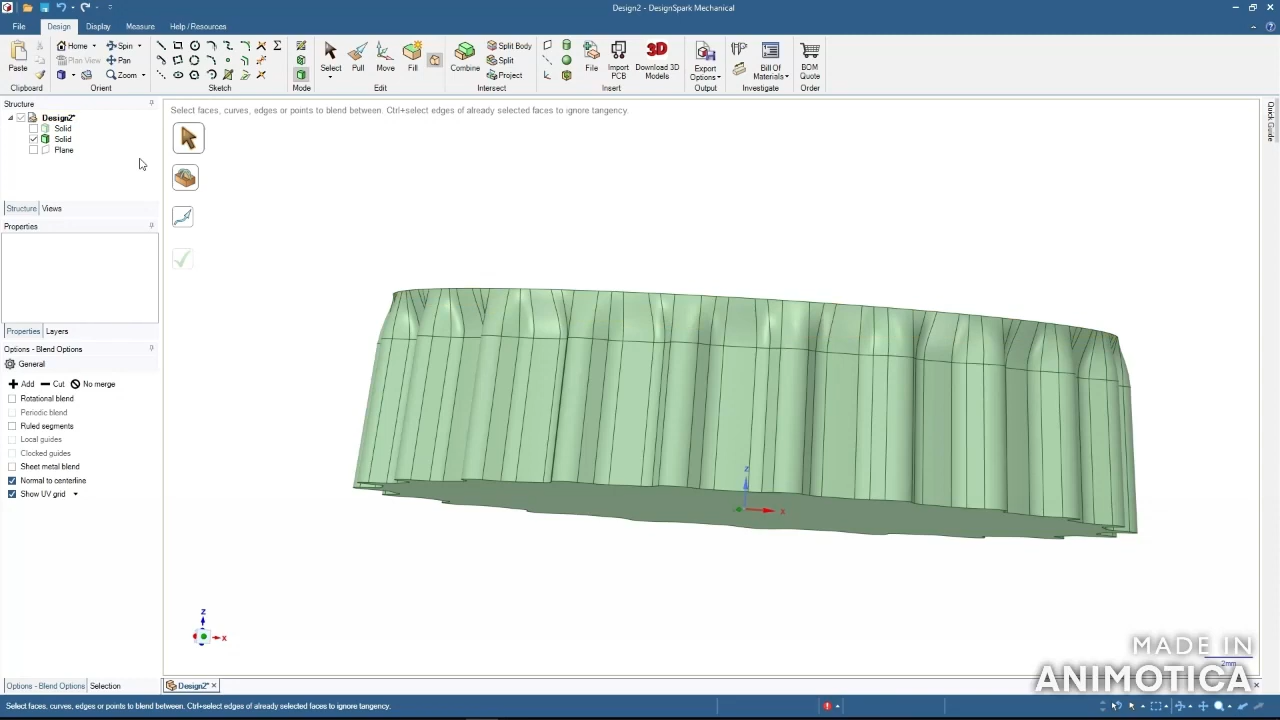 Design2 - DesignSpark Mechanical
File Design Display Measure Help / Resources
Paste
Home Spin
Plan View Pan
Zoom
Select Pull Move Fill
Combine
Split Body
Split
Project
File Import PCB Download 3D Models
3D
Export Options
Bill Of Materials
BOM Quote
Clipboard Orient Sketch Mode Edit Intersect Insert Output Investigate Order
Structure
Design2*
Solid
Solid
Plane
Structure Views
Properties
Properties Layers
Options - Blend Options
General
Add Cut No merge
Rotational blend
Periodic blend
Ruled segments
Local guides
Clocked guides
Sheet metal blend
Normal to centerline
Show UV grid
Options - Blend Options Selection
Select faces, curves, edges or points to blend between. Ctrl+select edges of already selected faces to ignore tangency.
Quick Guide
z
x
z
x
2mm
MADE IN
ANIMOTICA
Design2*
Select faces, curves, edges or points to blend between. Ctrl+select edges of already selected faces to ignore tangency.